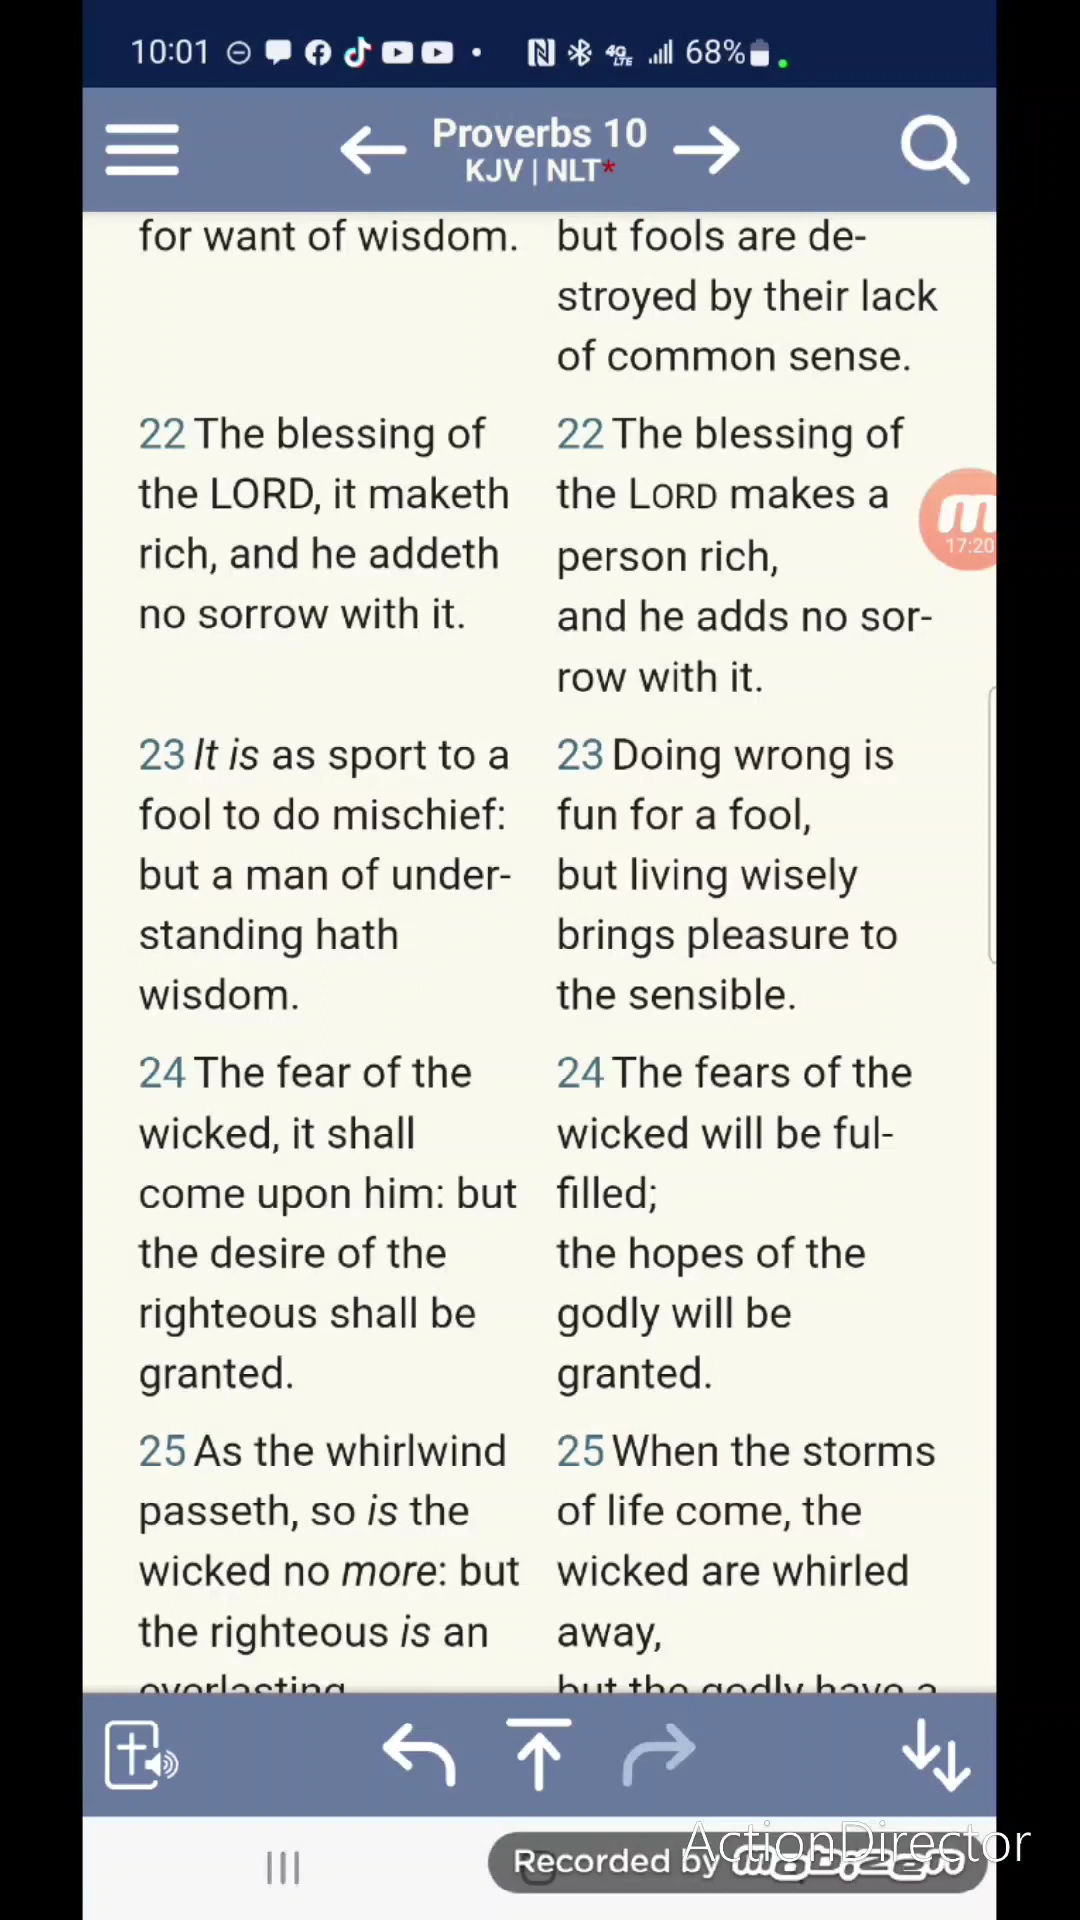 10:01 4G LTE 68%
Proverbs 10
KJV | NLT*
for want of wisdom.
22 The blessing of
the LORD, it maketh
rich, and he addeth
no sorrow with it.
23 It is as sport to a
fool to do mischief:
but a man of under-
standing hath
wisdom.
24 The fear of the
wicked, it shall
come upon him: but
the desire of the
righteous shall be
granted.
25 As the whirlwind
passeth, so is the
wicked no more: but
the righteous is an
everlasting
but fools are de-
stroyed by their lack
of common sense.
22 The blessing of
the LORD makes a
person rich,
and he adds no sor-
row with it.
23 Doing wrong is
fun for a fool,
but living wisely
brings pleasure to
the sensible.
24 The fears of the
wicked will be ful-
filled;
the hopes of the
godly will be
granted.
25 When the storms
of life come, the
wicked are whirled
away,
but the godly have a
m
17:20
ActionDirector
Recorded by mobizen